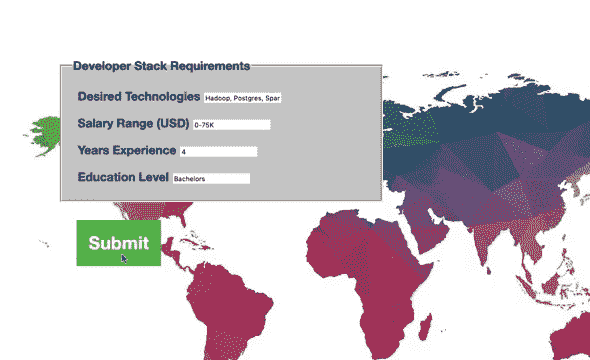 Developer Stack Requirements
Desired Technologies Hadoop, Postgres, Spar
Salary Range (USD) 0-75K
Years Experience 4
Education Level Bachelors
Submit